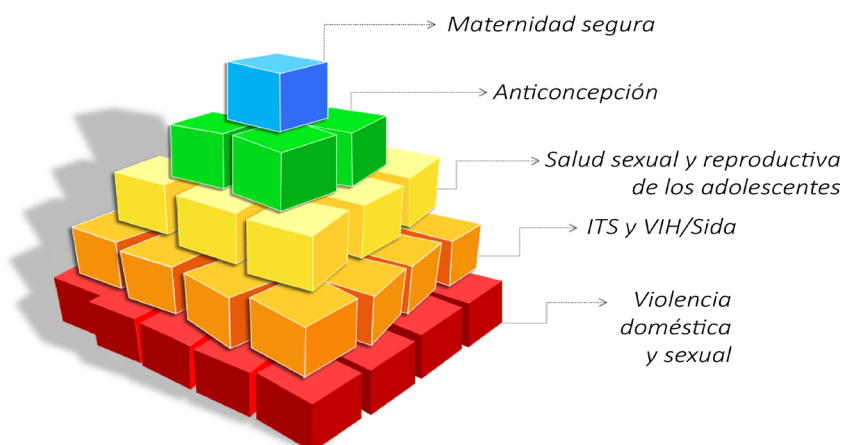 Maternidad segura
Anticoncepción
Salud sexual y reproductiva
de los adolescentes
ITS y VIH/Sida
Violencia
doméstica
y sexual